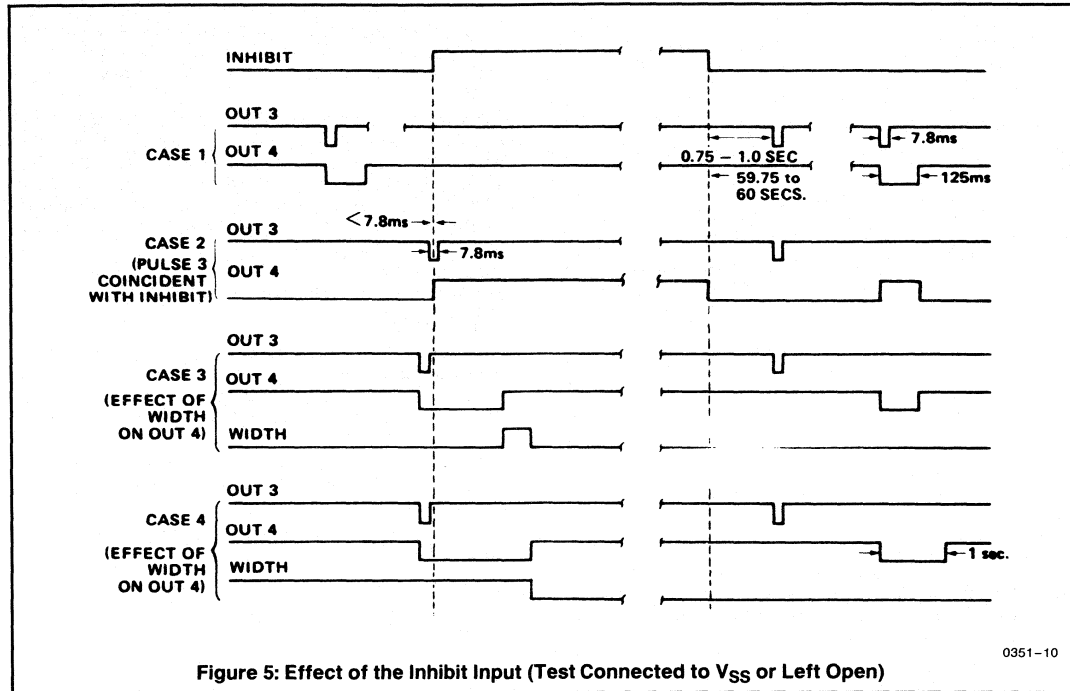 INHIBIT
OUT 3
CASE 1
OUT 4
7.8ms
0.75 – 1.0 SEC
59.75 to
60 SECS.
125ms
<7.8ms
OUT 3
CASE 2
7.8ms
(PULSE 3
COINCIDENT
WITH INHIBIT)
OUT 4
OUT 3
CASE 3
OUT 4
(EFFECT OF
WIDTH
ON OUT 4)
WIDTH
OUT 3
CASE 4
OUT 4
(EFFECT OF
WIDTH
ON OUT 4)
WIDTH
1 sec.
0351–10
Figure 5: Effect of the Inhibit Input (Test Connected to VSS or Left Open)